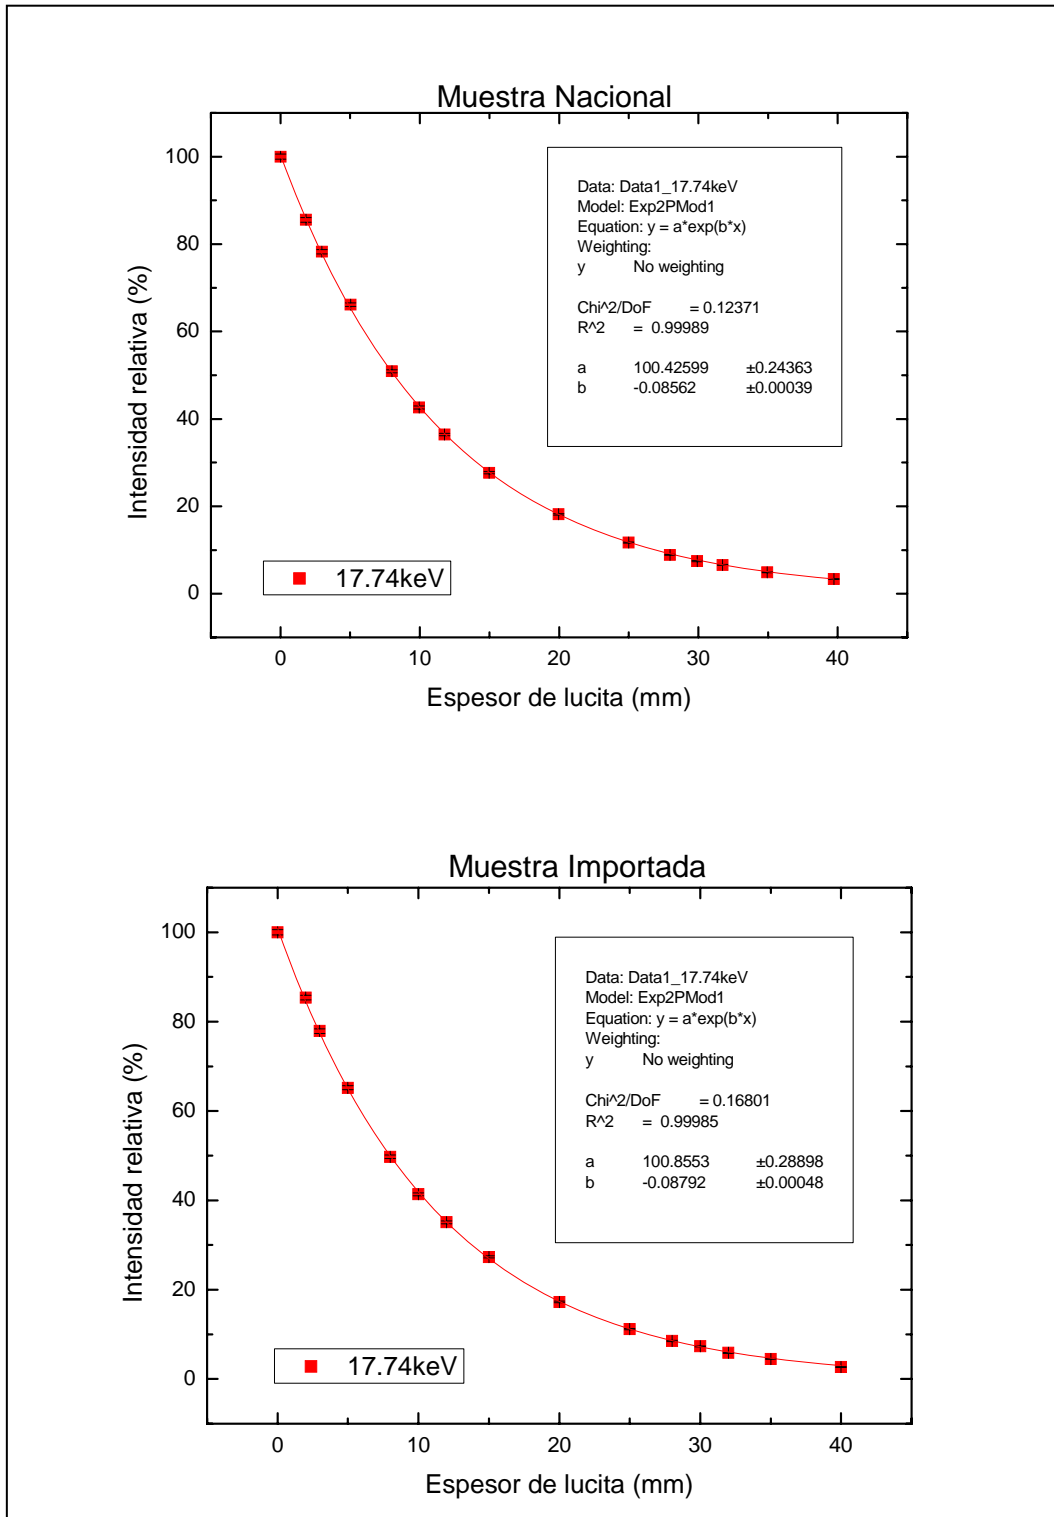 Muestra Nacional
100
80
60
40
20
0
Intensidad relativa (%)
Data: Data1_17.74keV
Model: Exp2PMod1
Equation: y = a*exp(b*x)
Weighting:
y No weighting
Chi^2/DoF = 0.12371
R^2 = 0.99989
a 100.42599 ±0.24363
b -0.08562 ±0.00039
17.74keV
0 10 20 30 40
Espesor de lucita (mm)
Muestra Importada
100
80
60
40
20
0
Intensidad relativa (%)
Data: Data1_17.74keV
Model: Exp2PMod1
Equation: y = a*exp(b*x)
Weighting:
y No weighting
Chi^2/DoF = 0.16801
R^2 = 0.99985
a 100.8553 ±0.28898
b -0.08792 ±0.00048
17.74keV
0 10 20 30 40
Espesor de lucita (mm)